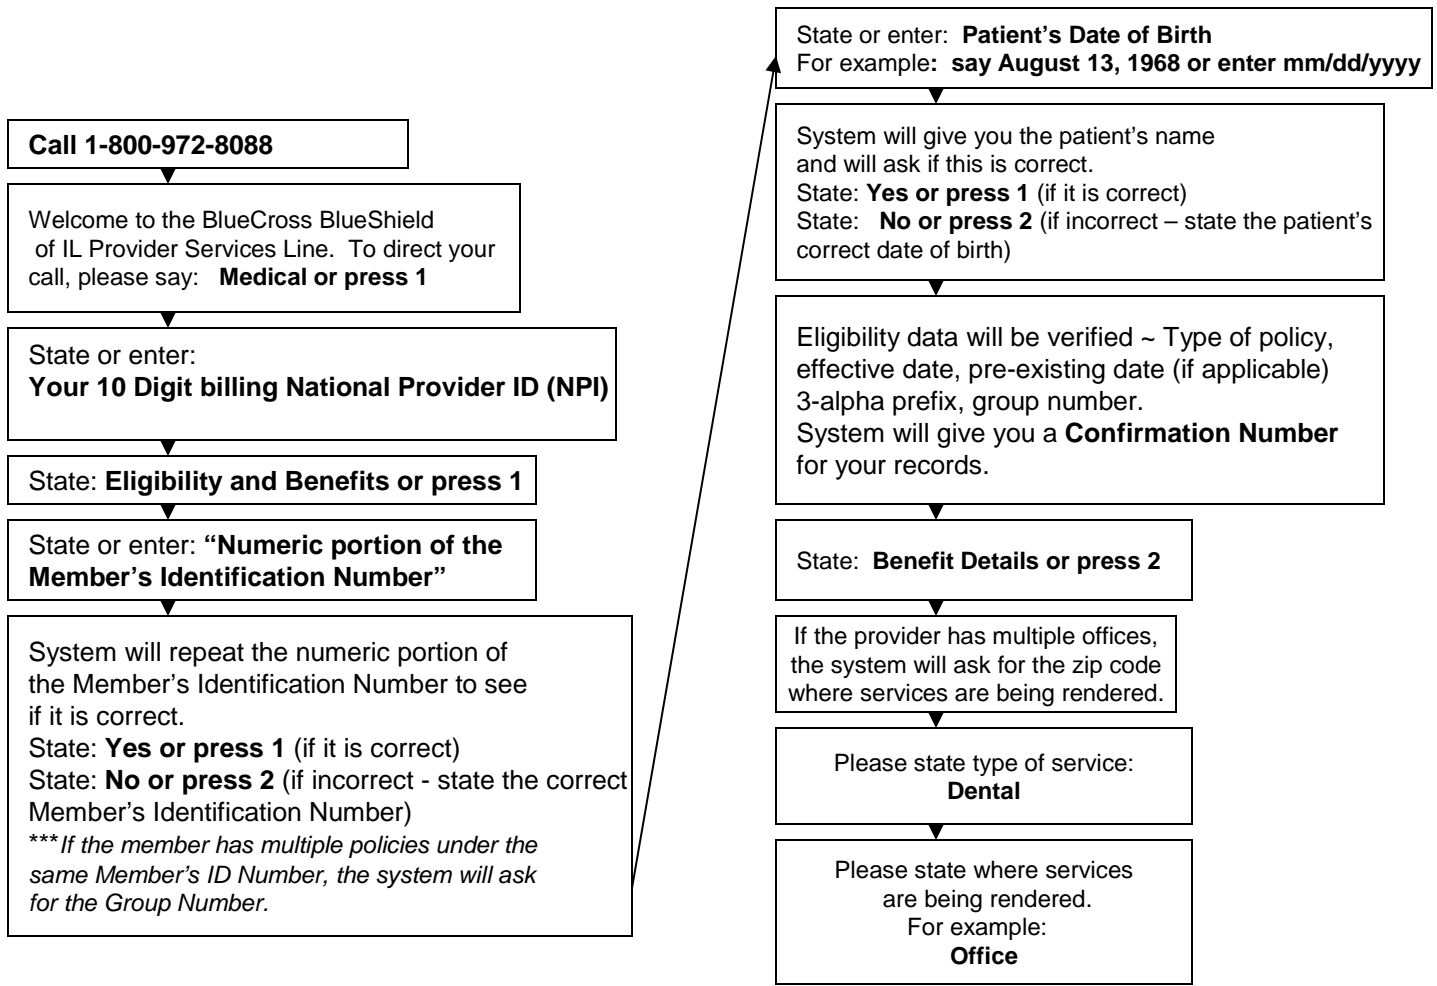 Call 1-800-972-8088
Welcome to the BlueCross BlueShield
of IL Provider Services Line. To direct your
call, please say: Medical or press 1
State or enter:
Your 10 Digit billing National Provider ID (NPI)
State: Eligibility and Benefits or press 1
State or enter: “Numeric portion of the
Member’s Identification Number”
System will repeat the numeric portion of
the Member’s Identification Number to see
if it is correct.
State: Yes or press 1 (if it is correct)
State: No or press 2 (if incorrect - state the correct
Member’s Identification Number)
***If the member has multiple policies under the
same Member’s ID Number, the system will ask
for the Group Number.
State or enter: Patient’s Date of Birth
For example: say August 13, 1968 or enter mm/dd/yyyy
System will give you the patient’s name
and will ask if this is correct.
State: Yes or press 1 (if it is correct)
State: No or press 2 (if incorrect – state the patient’s
correct date of birth)
Eligibility data will be verified ~ Type of policy,
effective date, pre-existing date (if applicable)
3-alpha prefix, group number.
System will give you a Confirmation Number
for your records.
State: Benefit Details or press 2
If the provider has multiple offices,
the system will ask for the zip code
where services are being rendered.
Please state type of service:
Dental
Please state where services
are being rendered.
For example:
Office